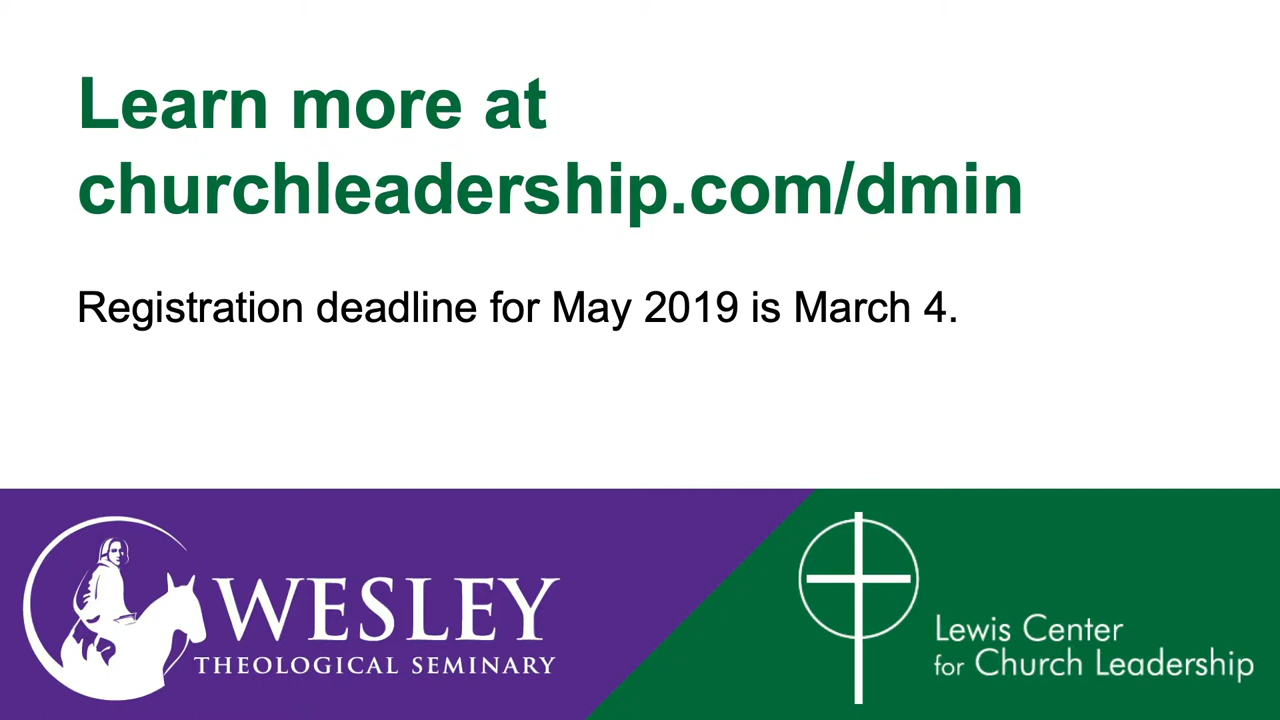 Learn more at
churchleadership.com/dmin
Registration deadline for May 2019 is March 4.
WESLEY
THEOLOGICAL SEMINARY
Lewis Center
for Church Leadership